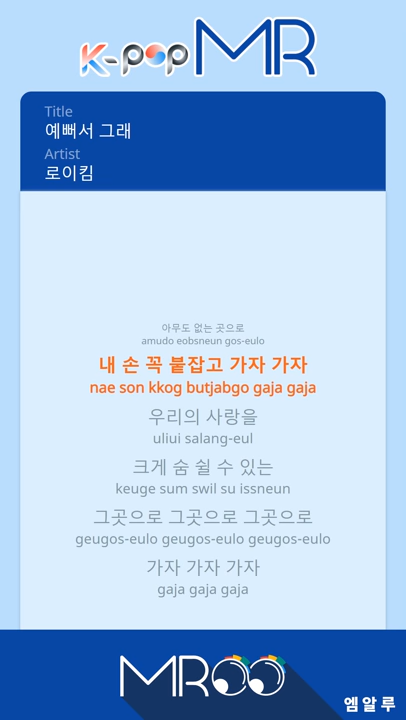 K-pop MR
Title
예뻐서 그래
Artist
로이킴
아무도 없는 곳으로
amudo eobsneun gos-eulo
내 손 꼭 붙잡고 가자 가자
nae son kkog butjabgo gaja gaja
우리의 사랑을
uliui salang-eul
크게 숨 쉴 수 있는
keuge sum swil su issneun
그곳으로 그곳으로 그곳으로
geugos-eulo geugos-eulo geugos-eulo
가자 가자 가자
gaja gaja gaja
MROO
엠알루